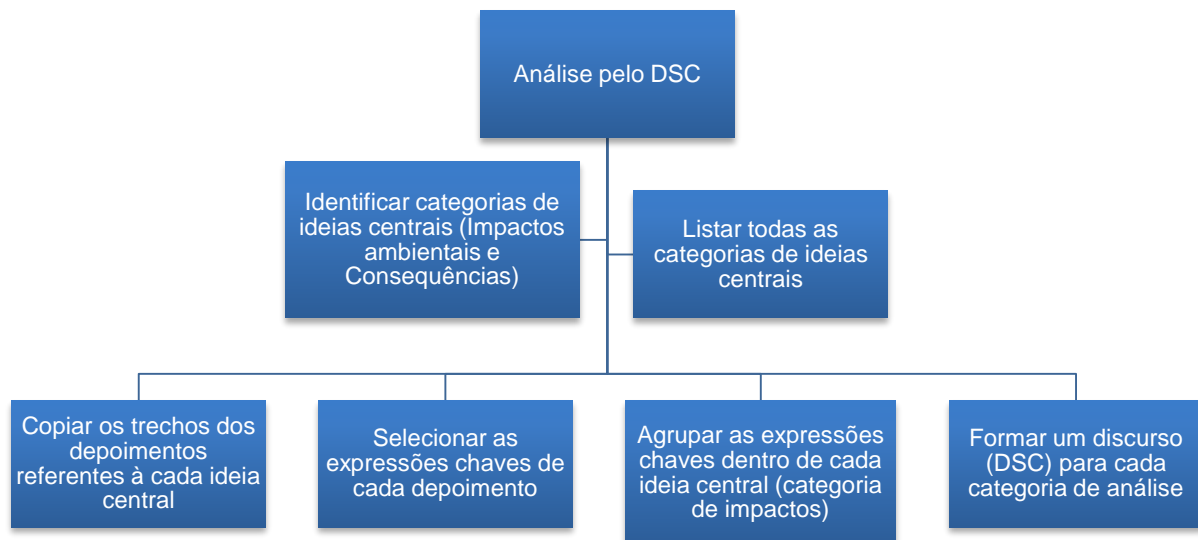 Análise pelo DSC
Identificar categorias de
ideias centrais (Impactos
ambientais e
Consequências)
Listar todas as
categorias de ideias
centrais
Copiar os trechos dos
depoimentos
referentes à cada ideia
central
Selecionar as
expressões chaves de
cada depoimento
Agrupar as expressões
chaves dentro de cada
ideia central (categoria
de impactos)
Formar um discurso
(DSC) para cada
categoria de análise